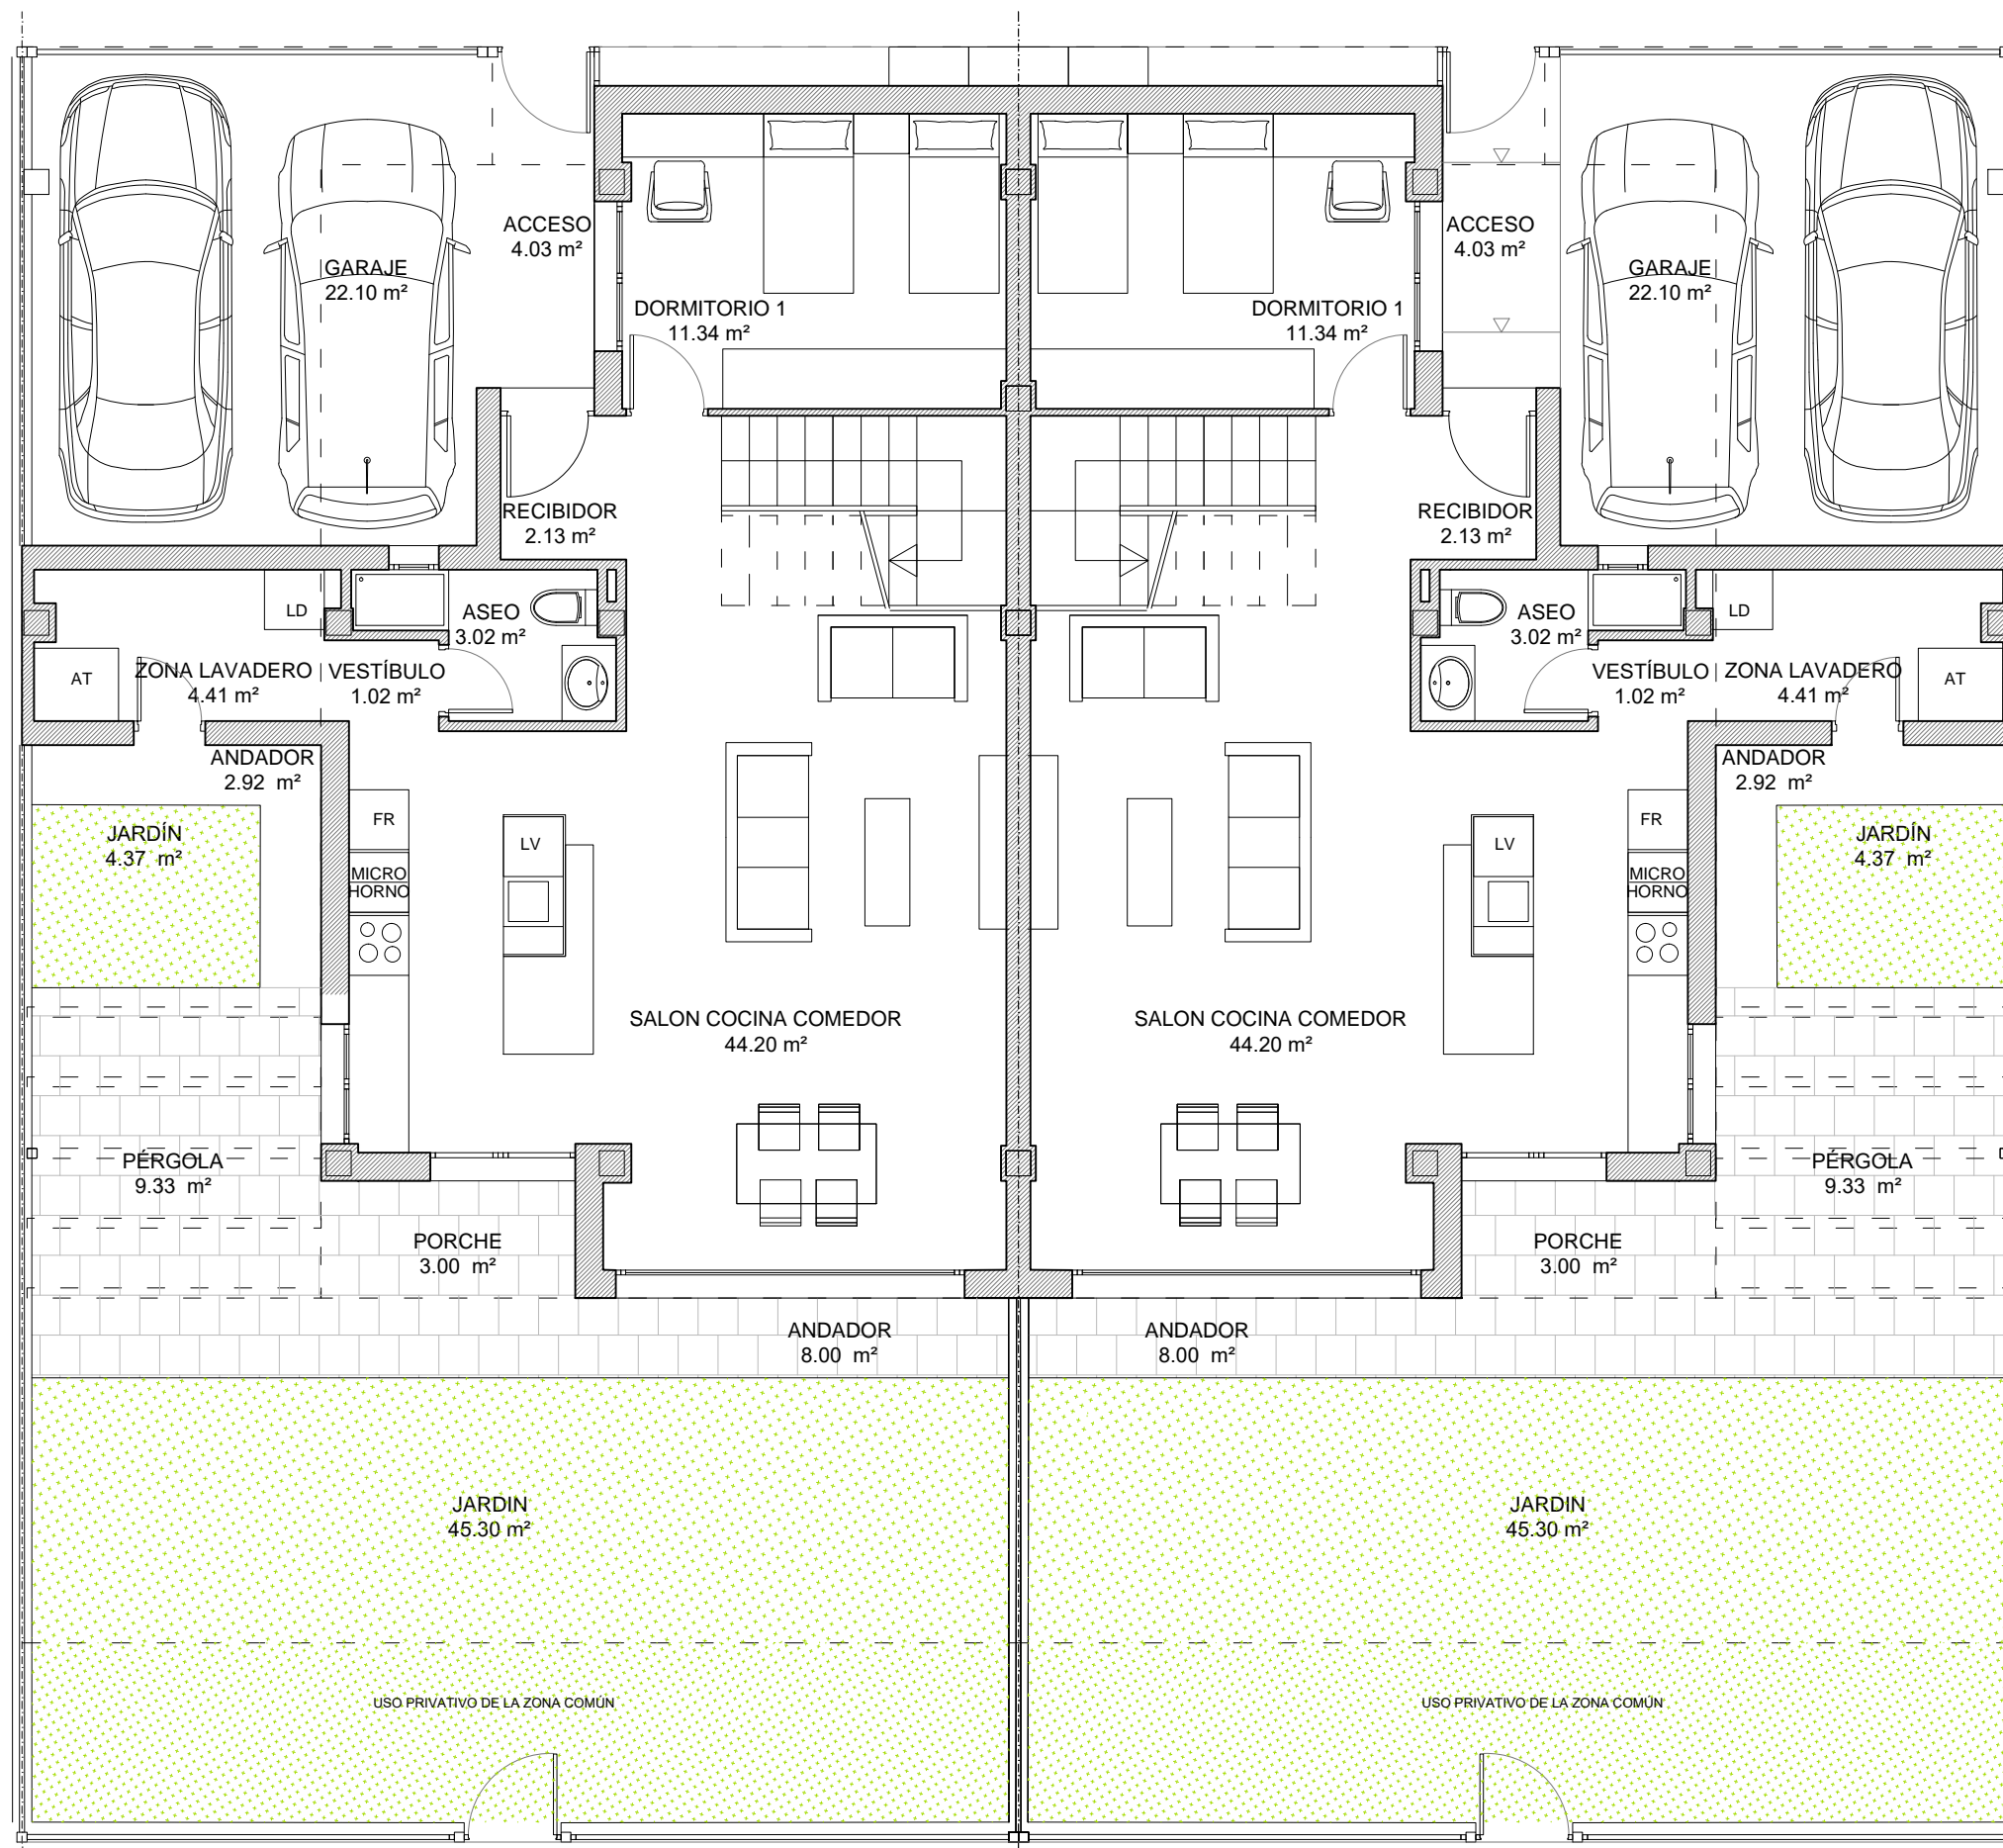 ACCESO
4.03 m²
GARAJE
22.10 m²
DORMITORIO 1
11.34 m²
RECIBIDOR
2.13 m²
LD
ASEO
3.02 m²
AT
ZONA LAVADERO
4.41 m²
VESTÍBULO
1.02 m²
ANDADOR
2.92 m²
JARDÍN
4.37 m²
FR
MICRO
HORNO
LV
SALON COCINA COMEDOR
44.20 m²
PÉRGOLA
9.33 m²
PORCHE
3.00 m²
ANDADOR
8.00 m²
JARDIN
45.30 m²
USO PRIVATIVO DE LA ZONA COMÚN
DORMITORIO 1
11.34 m²
ACCESO
4.03 m²
GARAJE
22.10 m²
RECIBIDOR
2.13 m²
ASEO
3.02 m²
LD
VESTÍBULO
1.02 m²
ZONA LAVADERO
4.41 m²
AT
ANDADOR
2.92 m²
JARDÍN
4.37 m²
LV
FR
MICRO
HORNO
SALON COCINA COMEDOR
44.20 m²
PÉRGOLA
9.33 m²
PORCHE
3.00 m²
ANDADOR
8.00 m²
JARDIN
45.30 m²
USO PRIVATIVO DE LA ZONA COMÚN